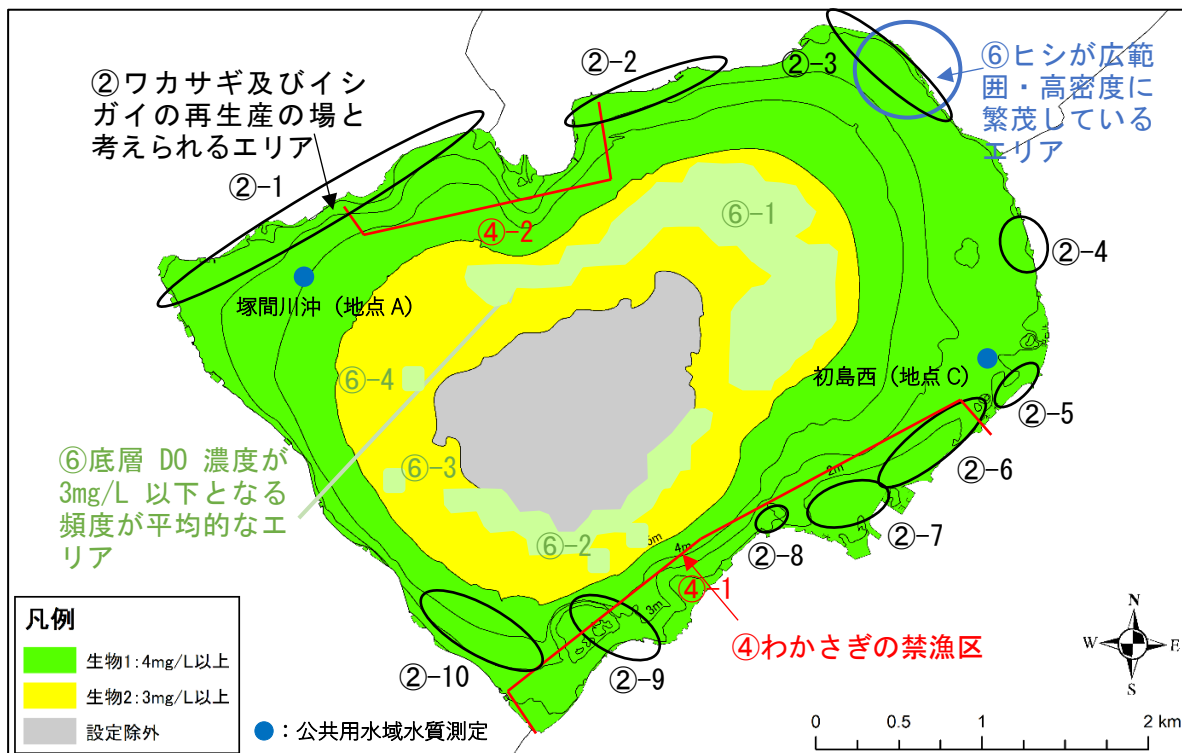 ②ワカサギ及びイシ
ガイの再生産の場と
考えられるエリア
②-1
②-2
②-3
⑥ヒシが広範
囲・高密度に
繁茂している
エリア
④-2
⑥-1
②-4
塚間川沖（地点 A）
初島西（地点 C）
⑥-4
②-5
⑥底層 DO 濃度が
3mg/L 以下となる
頻度が平均的なエ
リア
⑥-3
2m
②-6
⑥-2
5m
4m
②-8
②-7
④-1
3m
④わかさぎの禁漁区
②-10
②-9
凡例
生物1:4mg/L以上
生物2:3mg/L以上
設定除外
：公共用水域水質測定
N
W
E
S
0
0.5
1
2 km